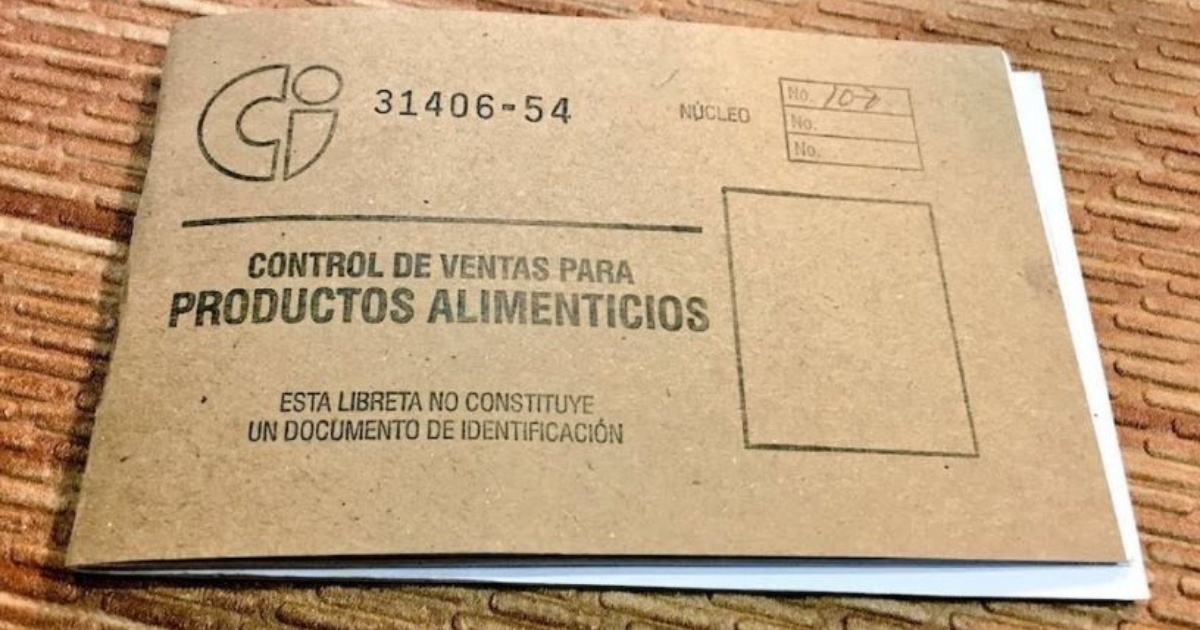 Ci
31406-54
NÚCLEO
No. 107
No.
No.
CONTROL DE VENTAS PARA
PRODUCTOS ALIMENTICIOS
ESTA LIBRETA NO CONSTITUYE
UN DOCUMENTO DE IDENTIFICACIÓN